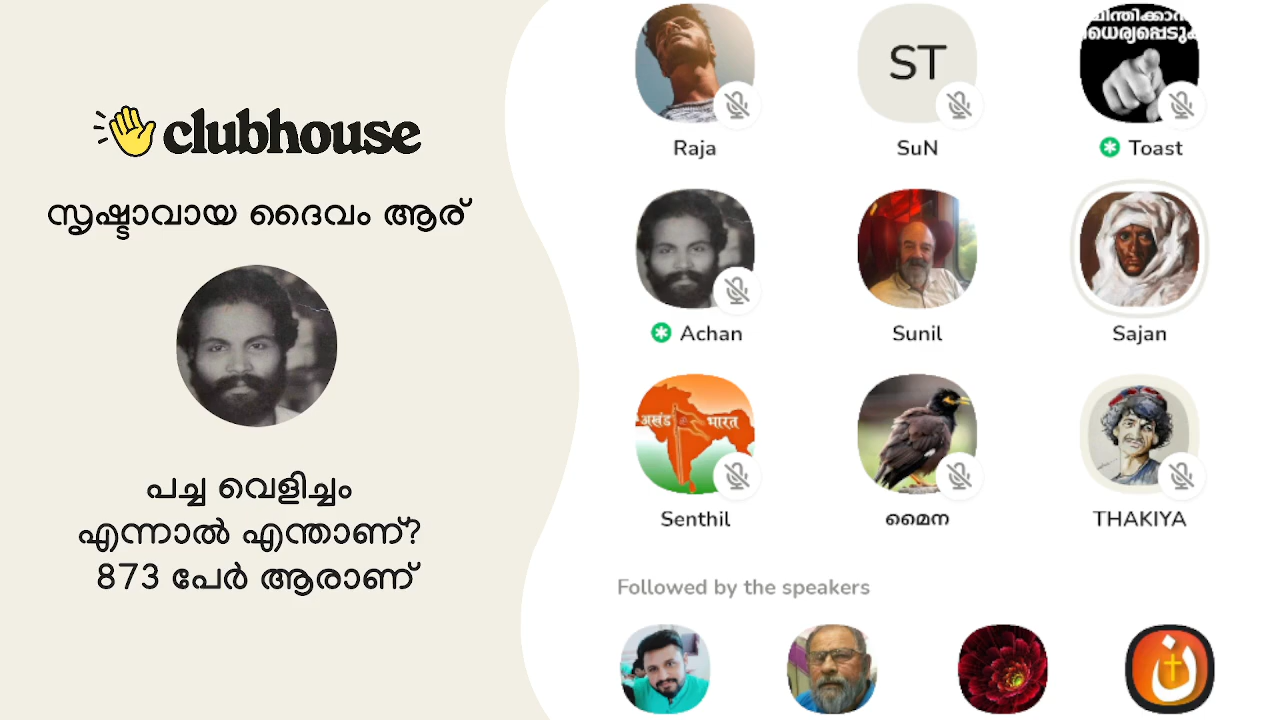 clubhouse
സൃഷ്ടാവായ ദൈവം ആര്
പച്ച വെളിച്ചം
എന്നാൽ എന്താണ്?
873 പേർ ആരാണ്
ST
Raja
SuN
Toast
Achan
Sunil
Sajan
अखंड भारत
Senthil
മൈന
THAKIYA
Followed by the speakers
ن